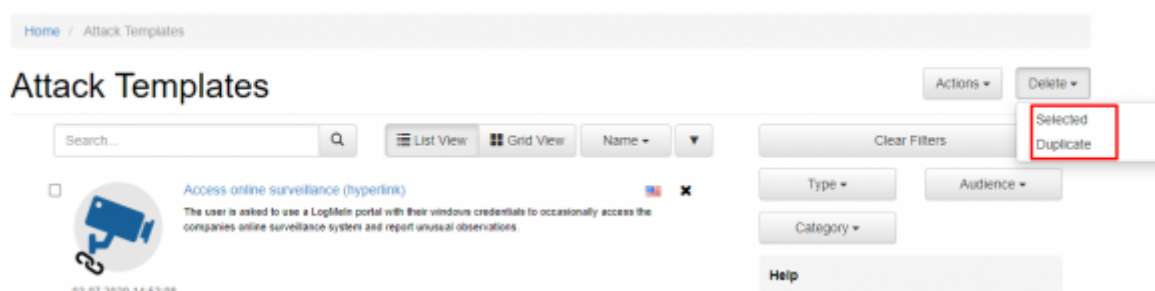 Home / Attack Templates
Attack Templates
Actions
Delete
Selected
Duplicate
Search...
List View
Grid View
Name
Clear Filters
Type
Audience
Category
Access online surveillance (hyperlink)
The user is asked to use a LogMeIn portal with their windows credentials to occasionally access the
companies online surveillance system and report unusual observations.
Help